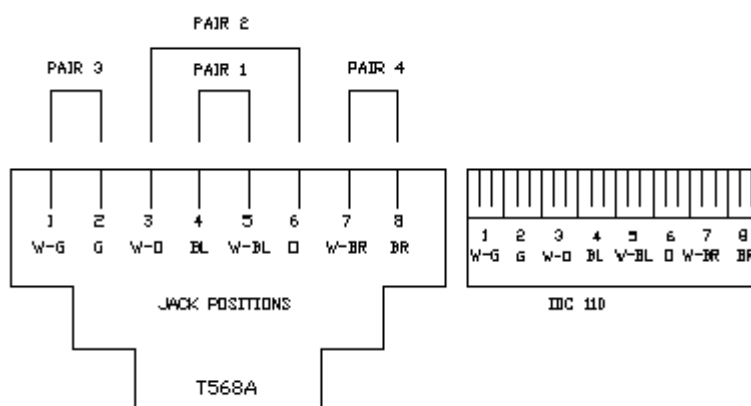 PAIR 2
PAIR 3 PAIR 1 PAIR 4
1 2 3 4 5 6 7 8
W-G G W-O BL W-BL O W-BR BR
1 2 3 4 5 6 7 8
W-G G W-O BL W-BL O W-BR BR
JACK POSITIONS
IDC 110
T568A